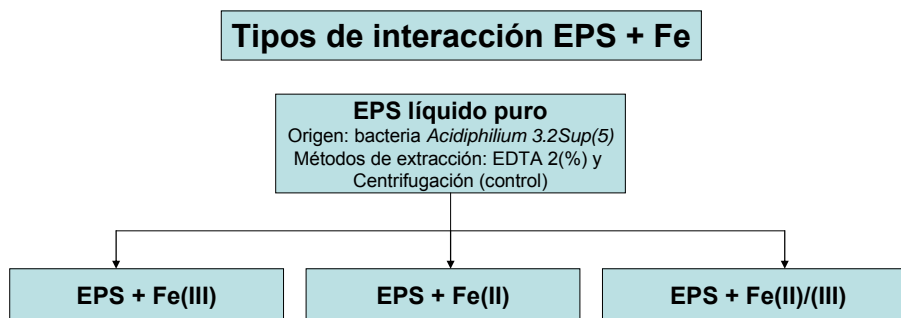 Tipos de interacción EPS + Fe
EPS líquido puro
Origen: bacteria Acidiphilium 3.2Sup(5)
Métodos de extracción: EDTA 2(%) y
Centrifugación (control)
EPS + Fe(III)
EPS + Fe(II)
EPS + Fe(II)/(III)